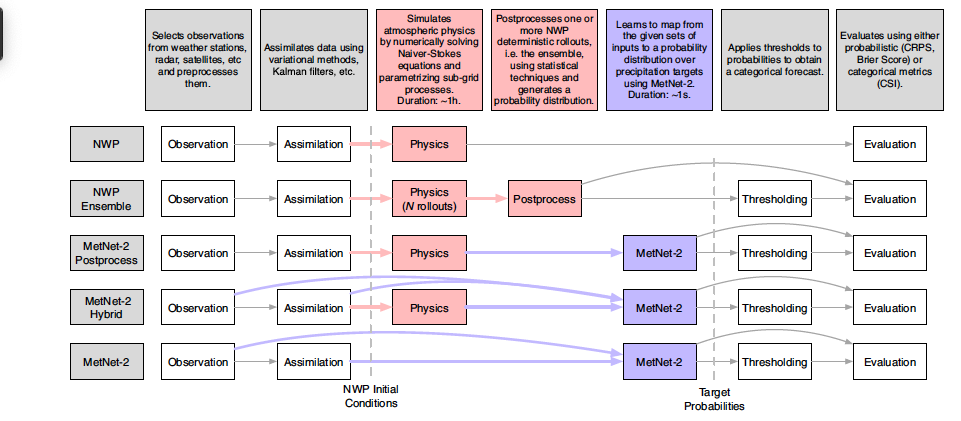 Selects observations
from weather stations,
radar, satellites, etc
and preprocesses
them.
Assimilates data using
variational methods,
Kalman filters, etc.
Simulates
atmospheric physics
by numerically solving
Naiver-Stokes
equations and
parametrizing sub-grid
processes.
Duration: ~1h.
Postprocesses one or
more NWP
deterministic rollouts,
i.e. the ensemble,
using statistical
techniques and
generates a
probability distribution.
Learns to map from
the given sets of
inputs to a probability
distribution over
precipitation targets
using MetNet-2.
Duration: ~1s.
Applies thresholds to
probabilities to obtain
a categorical forecast.
Evaluates using either
probabilistic (CRPS,
Brier Score) or
categorical metrics
(CSI).
NWP
Observation
Assimilation
Physics
Evaluation
NWP
Ensemble
Observation
Assimilation
Physics
(N rollouts)
Postprocess
Thresholding
Evaluation
MetNet-2
Postprocess
Observation
Assimilation
Physics
MetNet-2
Thresholding
Evaluation
MetNet-2
Hybrid
Observation
Assimilation
Physics
MetNet-2
Thresholding
Evaluation
MetNet-2
Observation
Assimilation
MetNet-2
Thresholding
Evaluation
NWP Initial
Conditions
Target
Probabilities